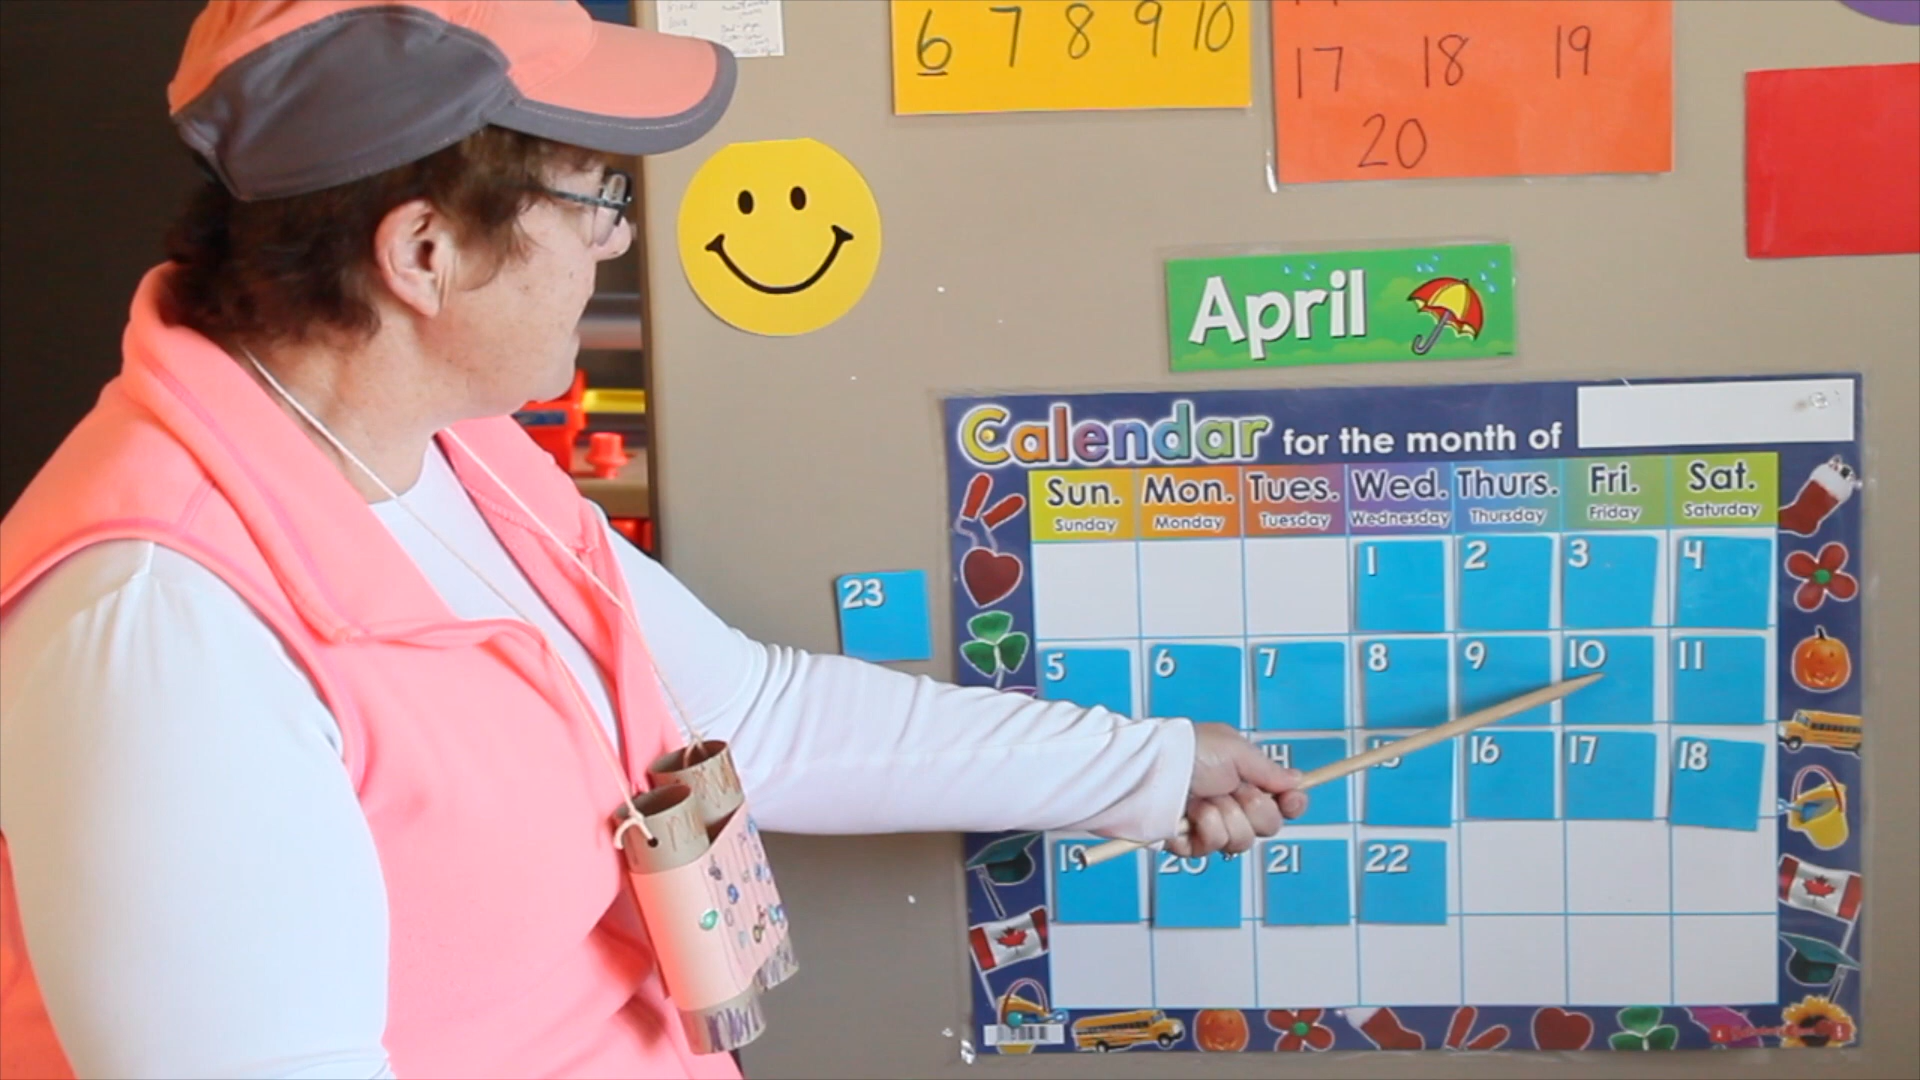 6 7 8 9 10
17 18 19
20
April
Calendar for the month of
Sun. Mon. Tues. Wed. Thurs. Fri. Sat.
Sunday Monday Tuesday Wednesday Thursday Friday Saturday
1 2 3 4
23
5 6 7 8 9 10 11
14 15 16 17 18
19 20 21 22